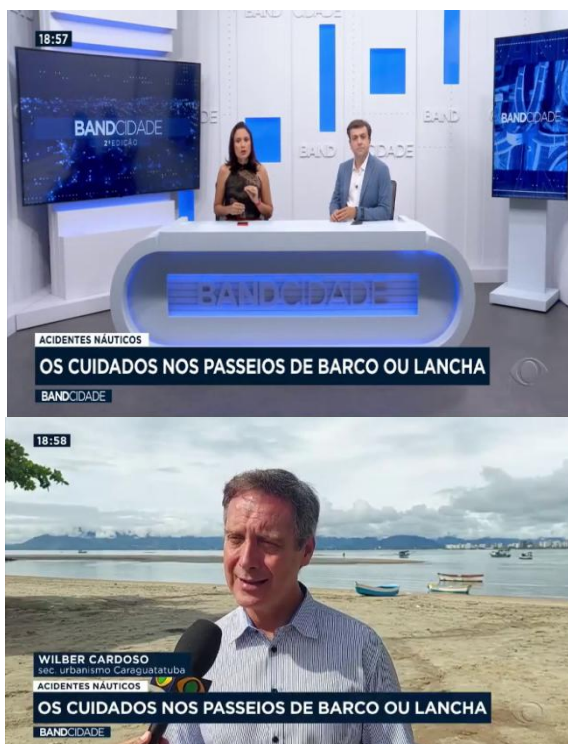 18:57
BANDCIDADE
2ª EDIÇÃO
BAND CIDADE
BAND
BANDCIDADE
BANDCIDADE
ACIDENTES NÁUTICOS
OS CUIDADOS NOS PASSEIOS DE BARCO OU LANCHA
BANDCIDADE
18:58
WILBER CARDOSO
sec. urbanismo Caraguatatuba
ACIDENTES NÁUTICOS
OS CUIDADOS NOS PASSEIOS DE BARCO OU LANCHA
BANDCIDADE